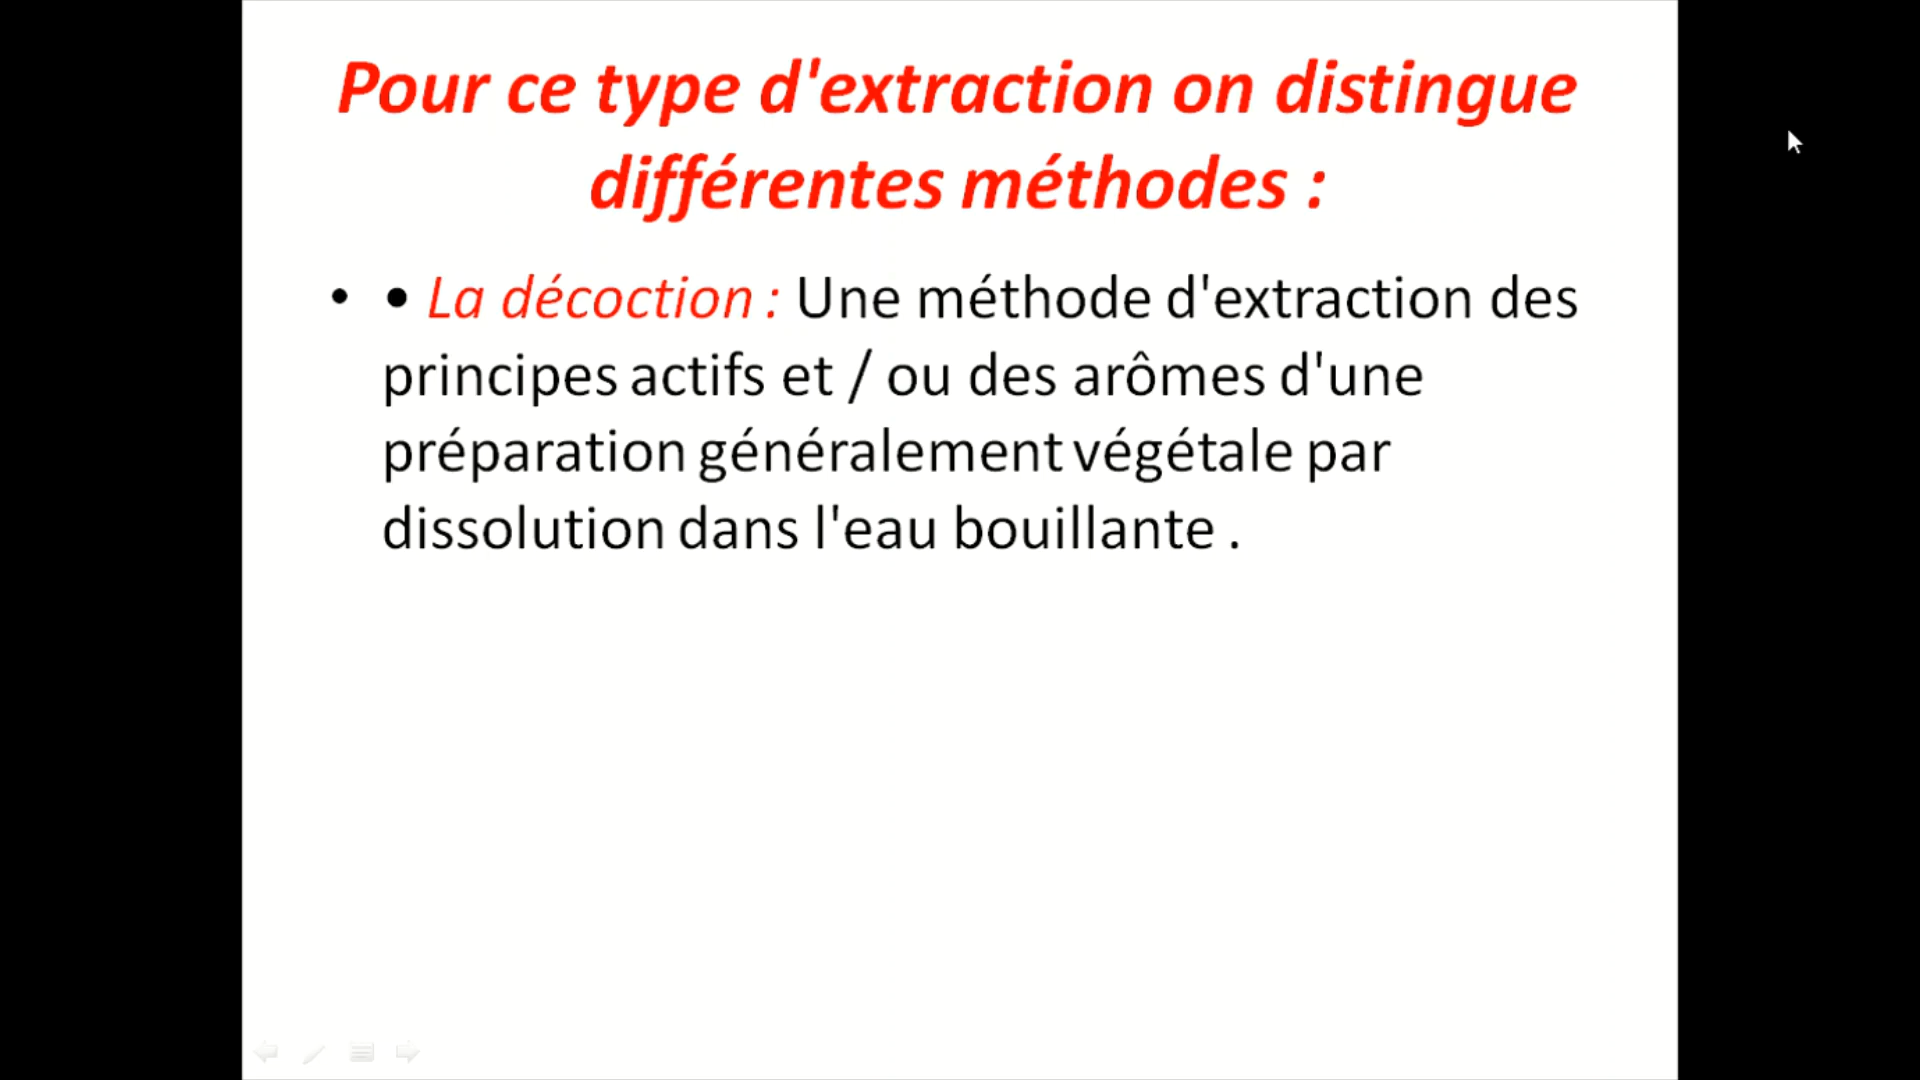 Pour ce type d'extraction on distingue
différentes méthodes :
• • La décoction : Une méthode d'extraction des
principes actifs et / ou des arômes d'une
préparation généralement végétale par
dissolution dans l'eau bouillante .